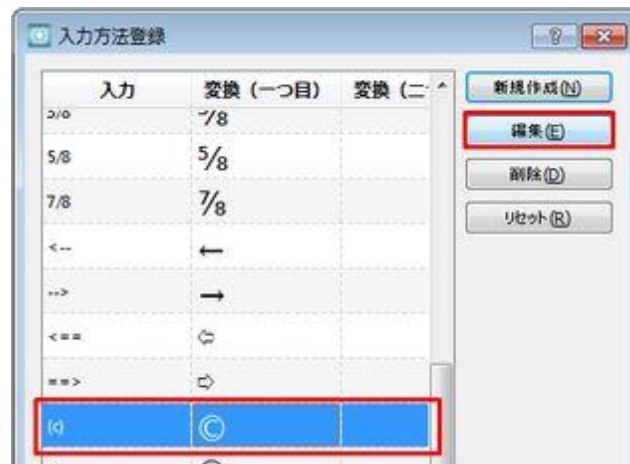 入力方法登録
入力 変換（一つ目） 変換（二
新規作成(N)
編集(E)
削除(D)
リセット(R)
5/8 ⅝
7/8 ⅞
<-- ←
--> →
<== ⇦
==> ⇨
(c) ©